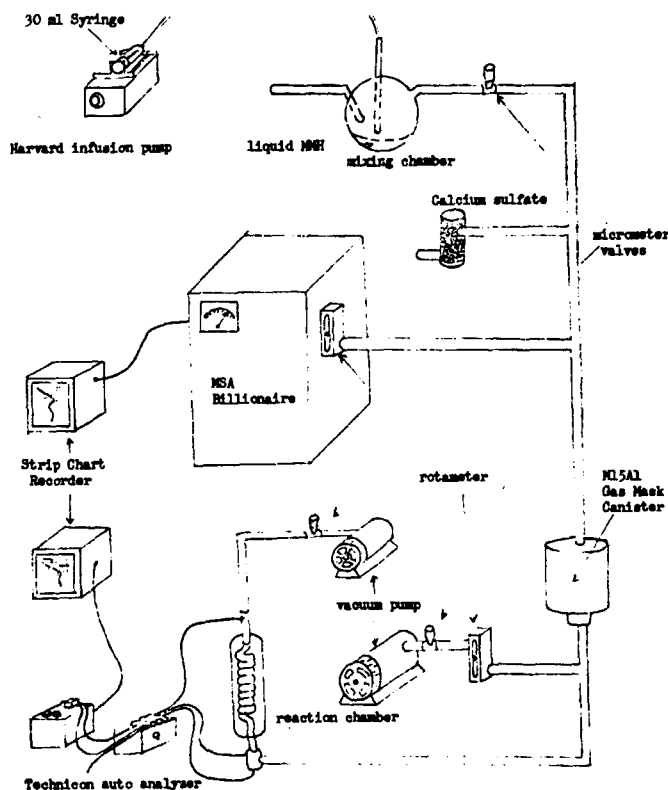 30 ml Syringe
Harvard infusion pump
liquid MMH
mixing chamber
Calcium sulfate
micrometer
valves
MSA
Billionaire
Strip Chart
Recorder
rotameter
M15A1
Gas Mask
Canister
vacuum pump
reaction chamber
Technicon auto analyzer